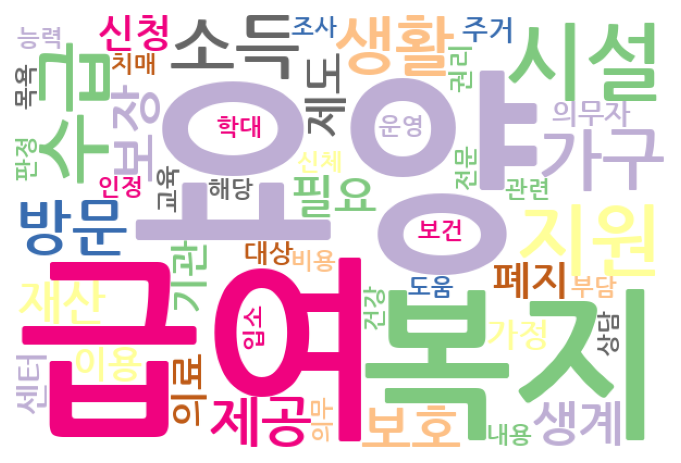 능력
신청
소득
조사
생활
주거
시설
치매
목욕
수급
보장
제도
권리
요양
학대
운영
의무자
가구
판정
인정
교육
해당
신체
필요
전문
관련
방문
기관
대상
비용
보건
도움
폐지
부담
지원
재산
급여
입소
건강
복지
가정
상담
센터
이용
의료
제공
의마
보호
내용
생계